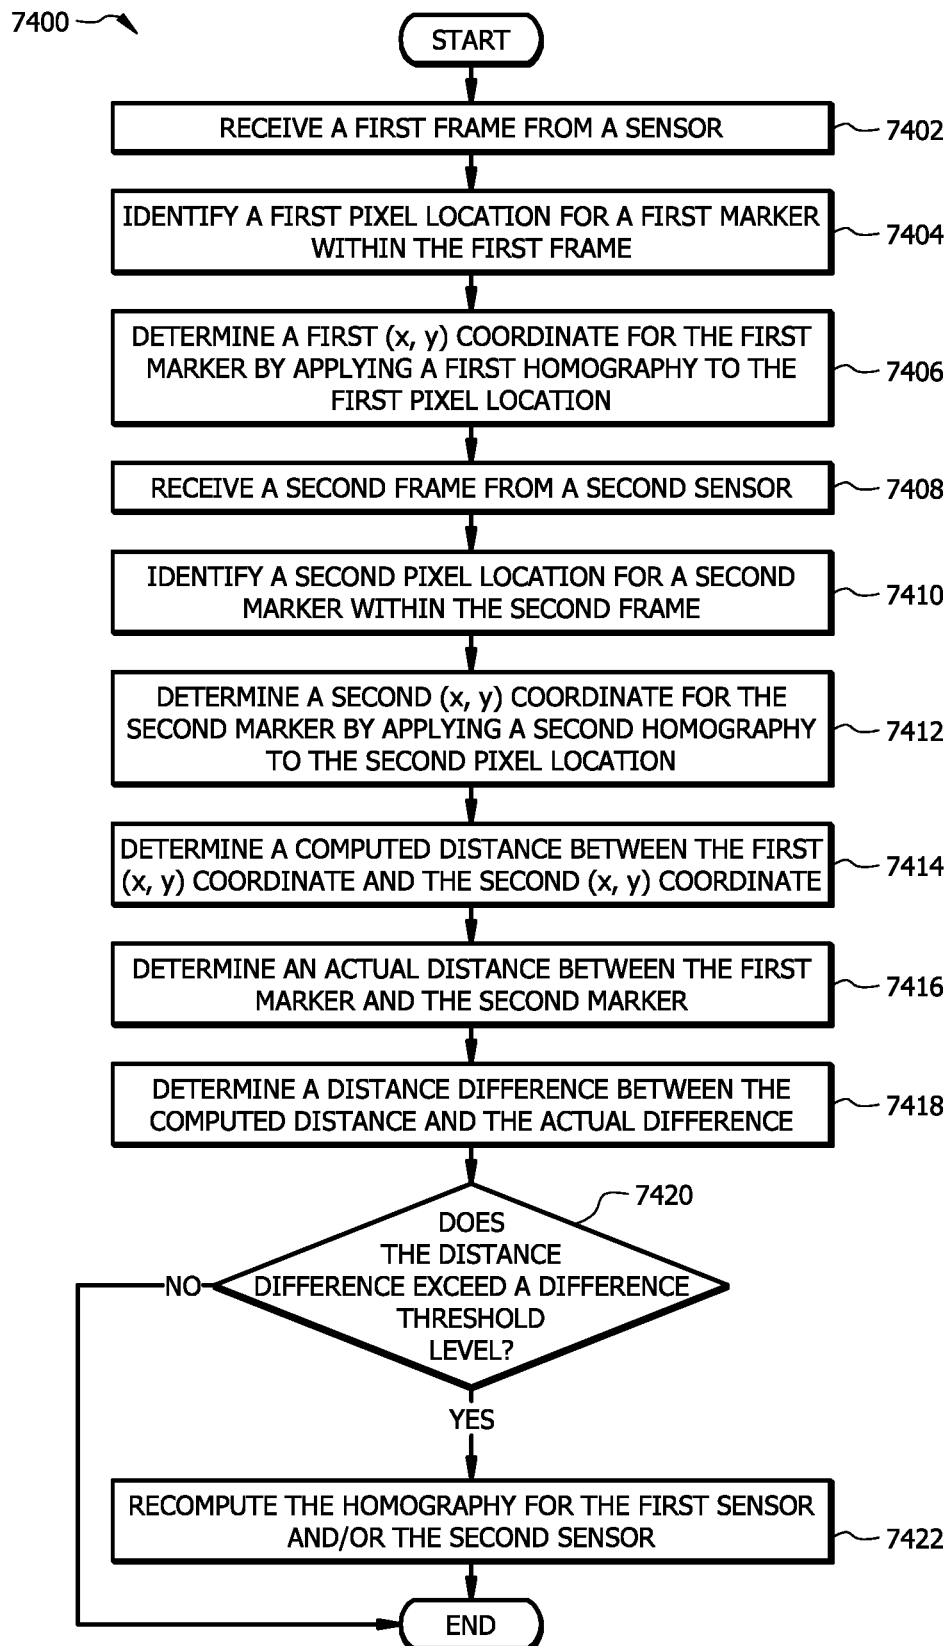 7400
START
RECEIVE A FIRST FRAME FROM A SENSOR
7402
IDENTIFY A FIRST PIXEL LOCATION FOR A FIRST MARKER
WITHIN THE FIRST FRAME
7404
DETERMINE A FIRST (x, y) COORDINATE FOR THE FIRST
MARKER BY APPLYING A FIRST HOMOGRAPHY TO THE
FIRST PIXEL LOCATION
7406
RECEIVE A SECOND FRAME FROM A SECOND SENSOR
7408
IDENTIFY A SECOND PIXEL LOCATION FOR A SECOND
MARKER WITHIN THE SECOND FRAME
7410
DETERMINE A SECOND (x, y) COORDINATE FOR THE
SECOND MARKER BY APPLYING A SECOND HOMOGRAPHY
TO THE SECOND PIXEL LOCATION
7412
DETERMINE A COMPUTED DISTANCE BETWEEN THE FIRST
(x, y) COORDINATE AND THE SECOND (x, y) COORDINATE
7414
DETERMINE AN ACTUAL DISTANCE BETWEEN THE FIRST
MARKER AND THE SECOND MARKER
7416
DETERMINE A DISTANCE DIFFERENCE BETWEEN THE
COMPUTED DISTANCE AND THE ACTUAL DIFFERENCE
7418
7420
DOES
THE DISTANCE
DIFFERENCE EXCEED A DIFFERENCE
THRESHOLD
LEVEL?
NO
YES
RECOMPUTE THE HOMOGRAPHY FOR THE FIRST SENSOR
AND/OR THE SECOND SENSOR
7422
END